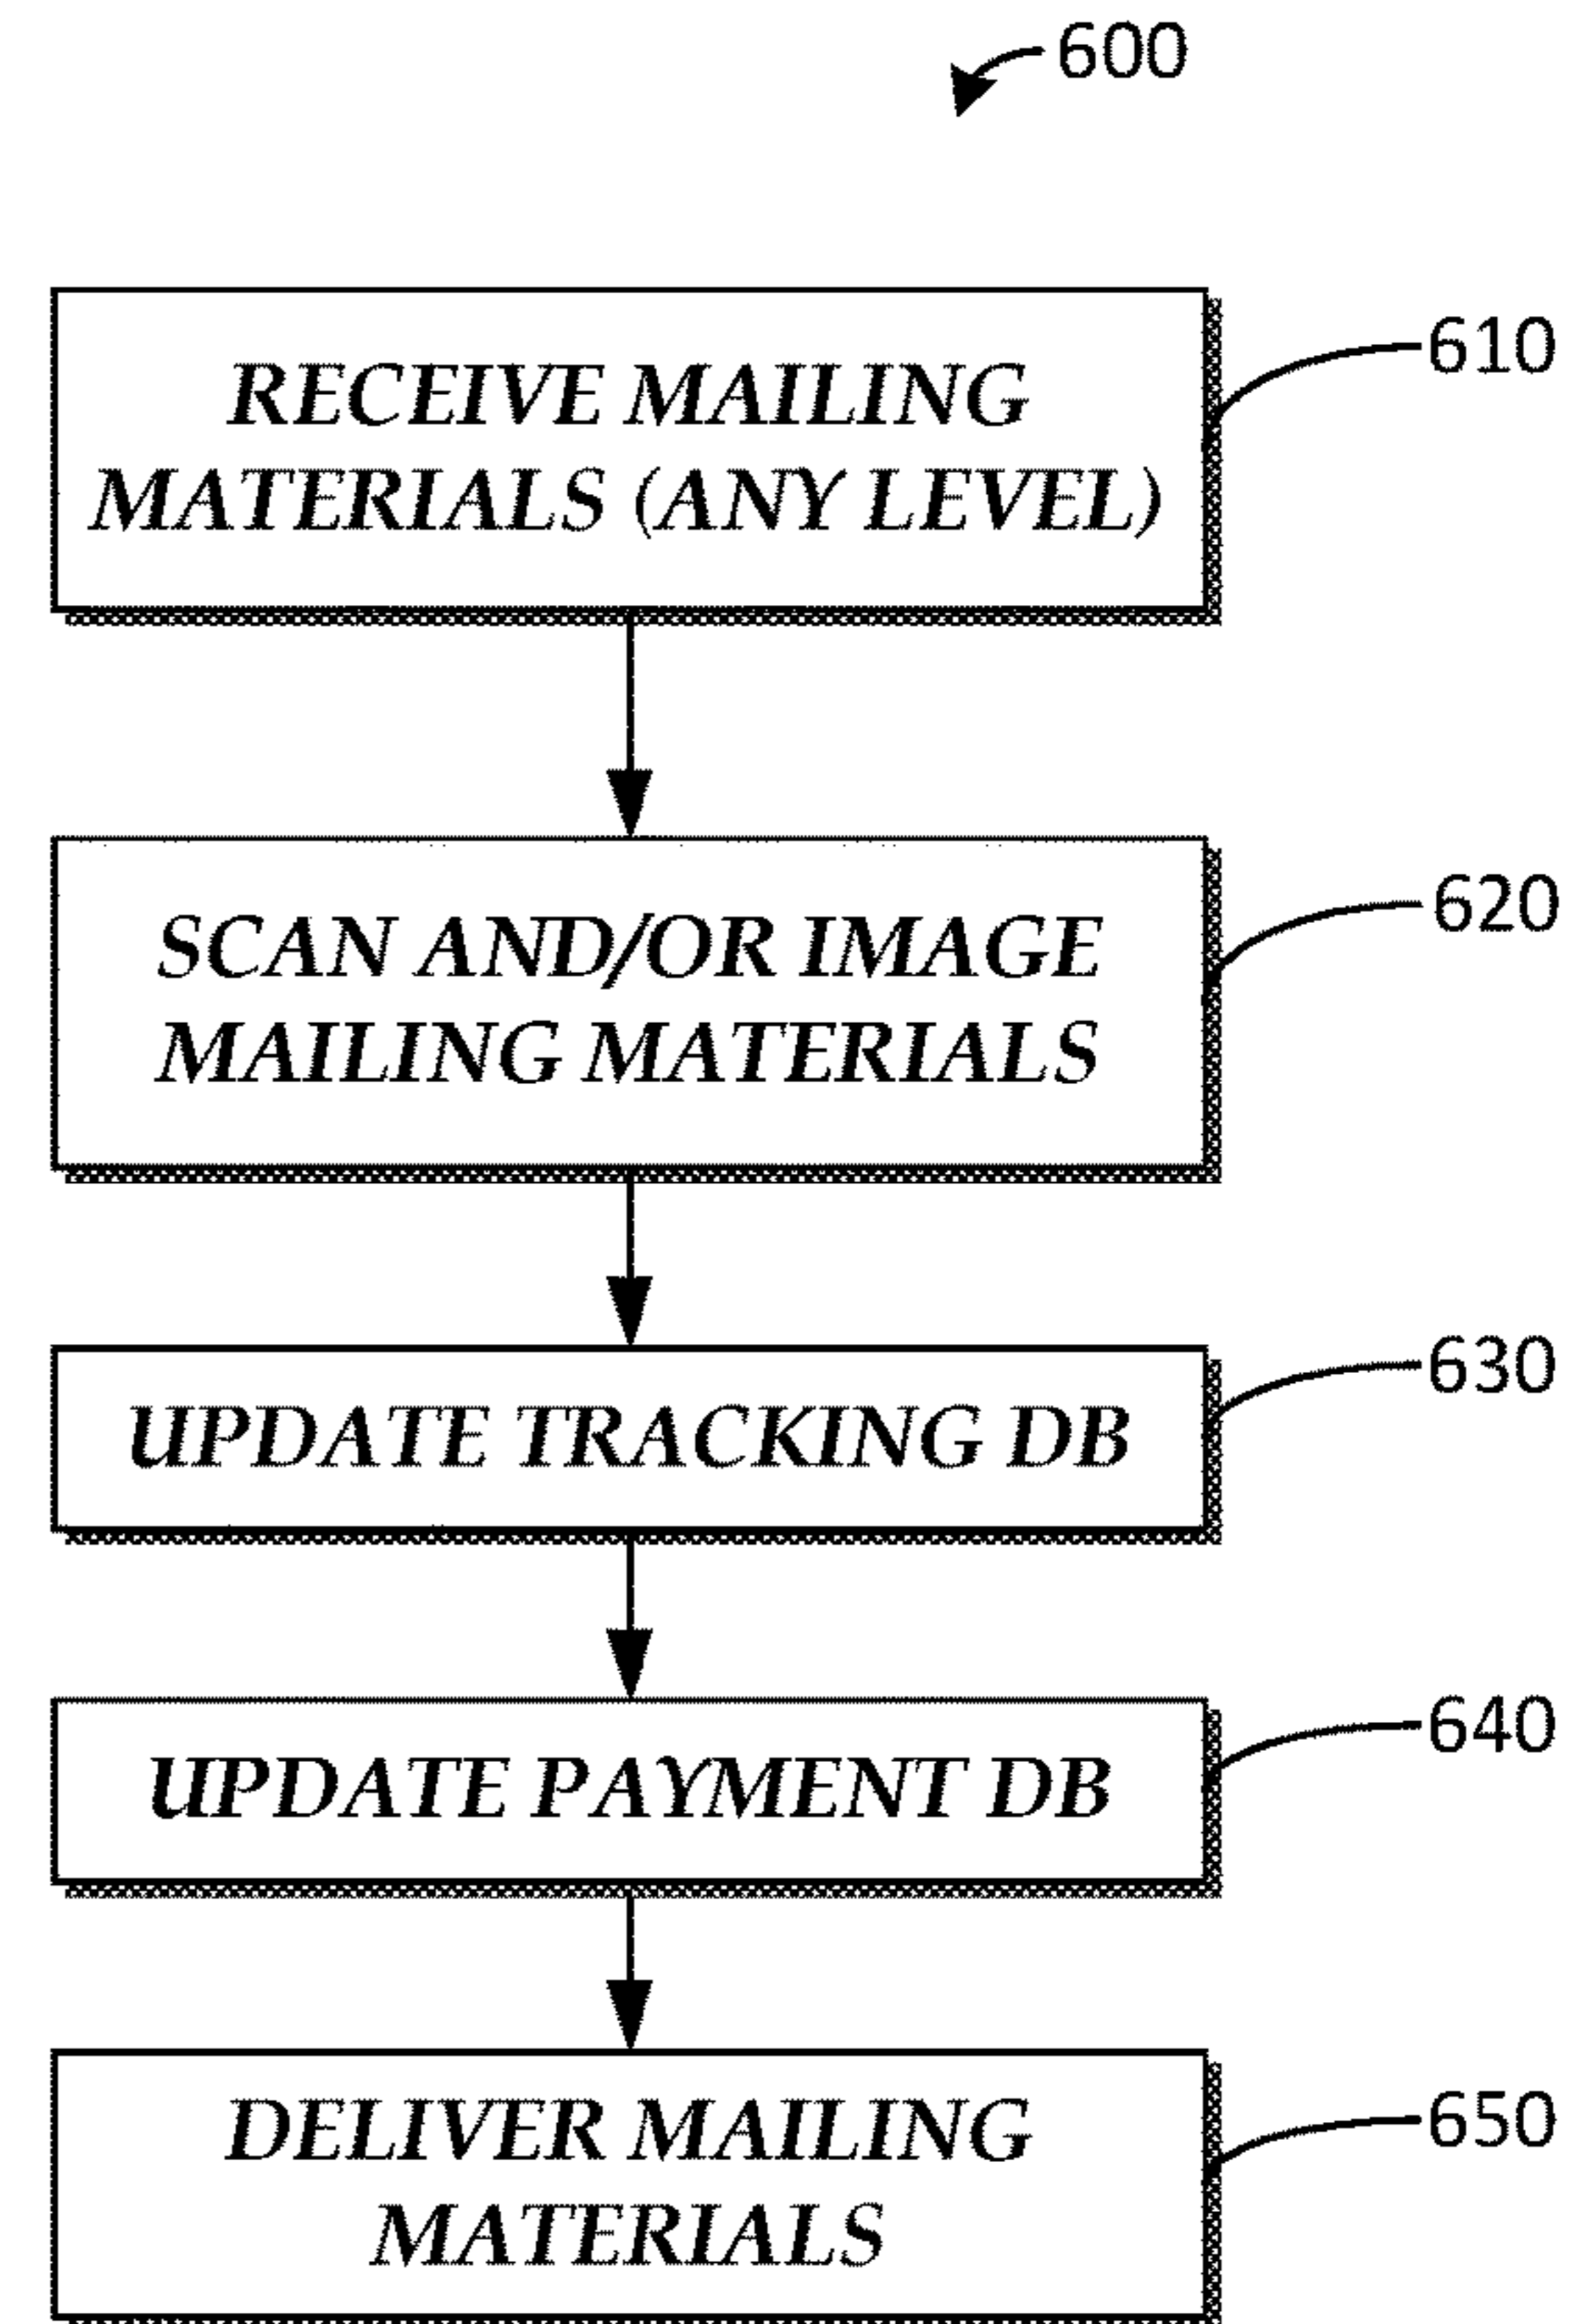 600
RECEIVE MAILING
MATERIALS (ANY LEVEL)
610
SCAN AND/OR IMAGE
MAILING MATERIALS
620
UPDATE TRACKING DB
630
UPDATE PAYMENT DB
640
DELIVER MAILING
MATERIALS
650